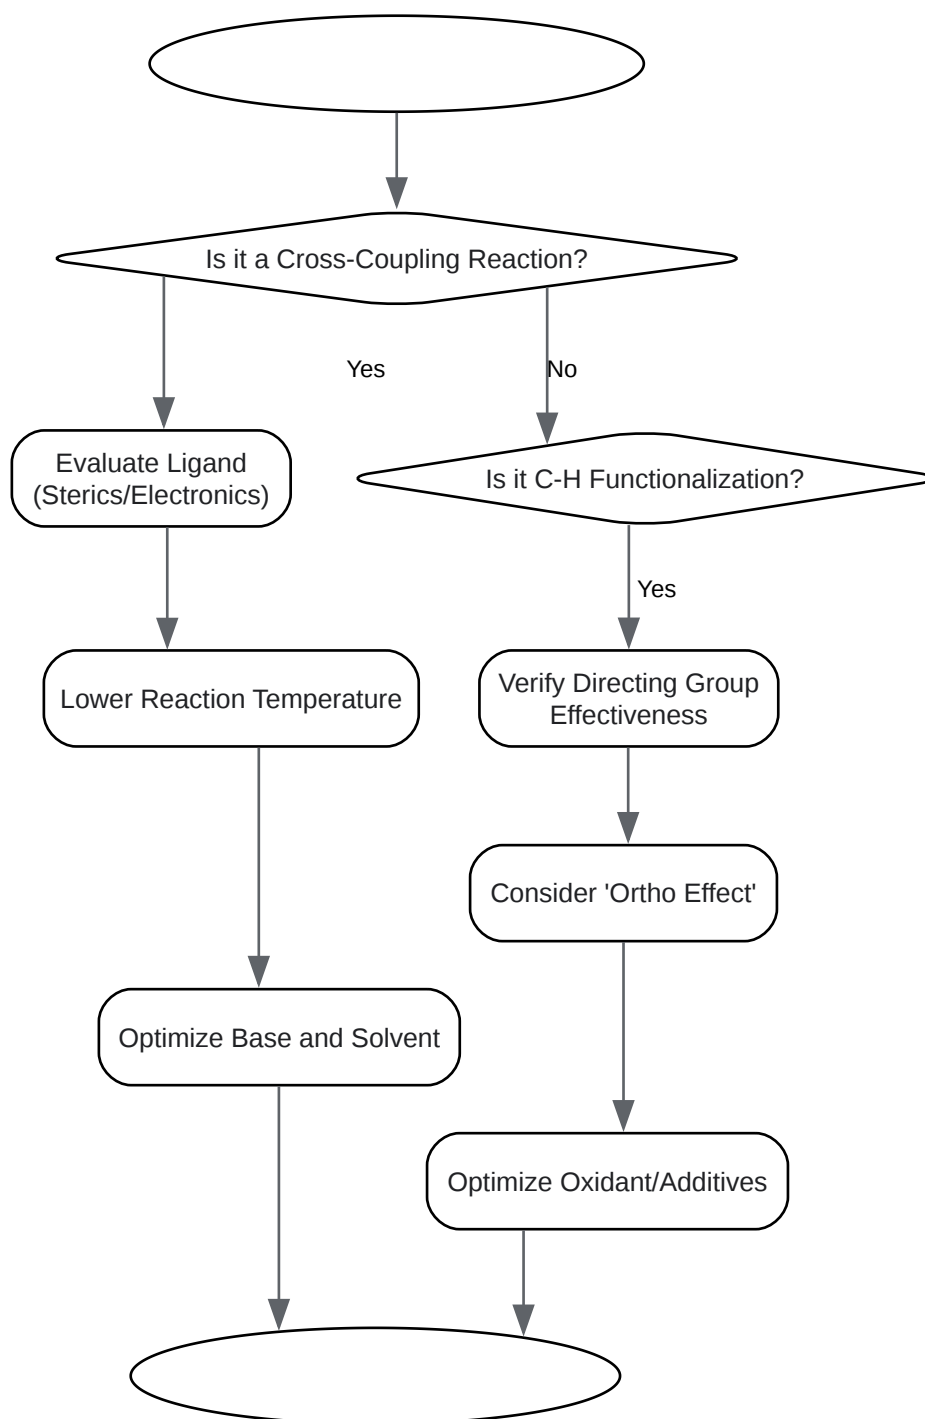 Is it a Cross-Coupling Reaction?
Yes
No
Evaluate Ligand
(Sterics/Electronics)
Is it C-H Functionalization?
Yes
Lower Reaction Temperature
Verify Directing Group
Effectiveness
Consider 'Ortho Effect'
Optimize Base and Solvent
Optimize Oxidant/Additives